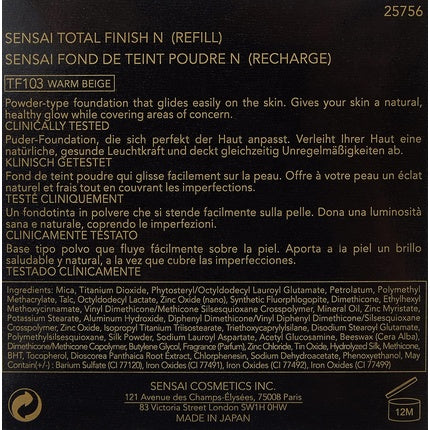 25756
SENSAI TOTAL FINISH N (REFILL)
SENSAI FOND DE TEINT POUDRE N (RECHARGE)
TF103 WARM BEIGE
Powder-type foundation that glides easily on the skin. Gives your skin a natural,
healthy glow while covering areas of concern.
CLINICALLY TESTED
Puder-Foundation, die sich perfekt der Haut anpasst. Verleiht Ihrer Haut eine
natürliche, gesunde Leuchtkraft und deckt gleichzeitig Unregelmäßigkeiten ab.
KLINISCH GETESTET
Fond de teint poudre qui glisse facilement sur la peau. Offre à votre peau un éclat
naturel et frais tout en couvrant les imperfections.
TESTÉ CLINIQUEMENT
Un fondotinta in polvere che si stende facilmente sulla pelle. Dona una luminosità
sana e naturale, coprendo le imperfezioni.
CLINICAMENTE TESTATO
Base tipo polvo que fluye fácilmente sobre la piel. Aporta a la piel un brillo
saludable y natural, a la vez que cubre las imperfecciones.
TESTADO CLÍNICAMENTE
Ingredients: Mica, Titanium Dioxide, Phytosteryl/Octyldodecyl Lauroyl Glutamate, Petrolatum, Polymethyl
Methacrylate, Talc, Octyldodecyl Lactate, Zinc Oxide (nano), Synthetic Fluorphlogopite, Dimethicone, Ethylhexyl
Methoxycinnamate, Vinyl Dimethicone/Methicone Silsesquioxane Crosspolymer, Mineral Oil, Zinc Myristate,
Potassium Stearate, Aluminum Hydroxide, Diphenyl Dimethicone/Vinyl Diphenyl Dimethicone/Silsesquioxane
Crosspolymer, Zinc Oxide, Isopropyl Titanium Triisostearate, Triethoxycaprylylsilane, Disodium Stearoyl Glutamate,
Polymethylsilsesquioxane, Silk Powder, Sodium Lauroyl Aspartate, Acetyl Glucosamine, Beeswax (Cera Alba),
Dimethicone/Methicone Copolymer, Butylene Glycol, Fragrance (Parfum), Zinc Chloride, Tin Oxide, Hydrolyzed Silk, Methicone,
BHT, Tocopherol, Dioscorea Panthaica Root Extract, Chlorphenesin, Sodium Dehydroacetate, Phenoxyethanol, May
Contain(+/-) : Barium Sulfate (CI 77120), Iron Oxides (CI 77491), Iron Oxides (CI 77492), Iron Oxides (CI 77499)
SENSAI COSMETICS INC.
121 Avenue des Champs-Élysées, 75008 Paris
83 Victoria Street London SW1H 0HW
MADE IN JAPAN
12M